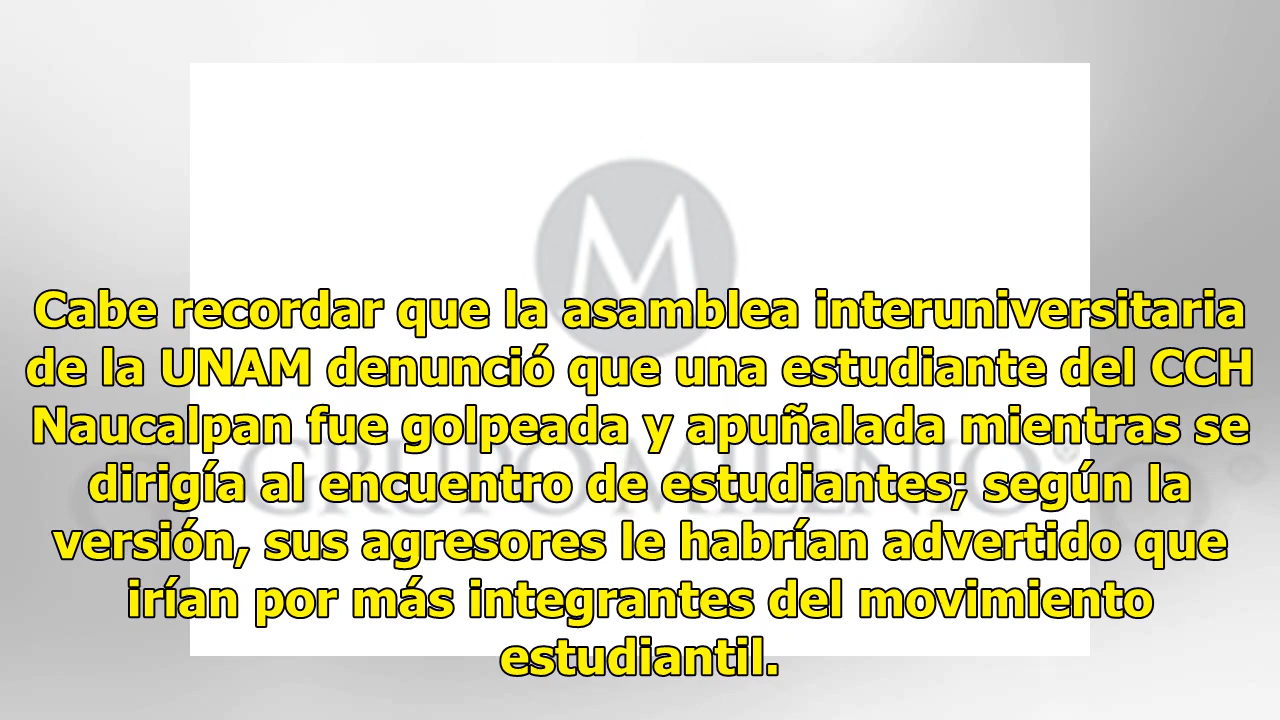 M
Cabe recordar que la asamblea interuniversitaria
de la UNAM denunció que una estudiante del CCH
Naucalpan fue golpeada y apuñalada mientras se
GRUPO MILENIO®
dirigía al encuentro de estudiantes; según la
versión, sus agresores le habrían advertido que
irían por más integrantes del movimiento
estudiantil.